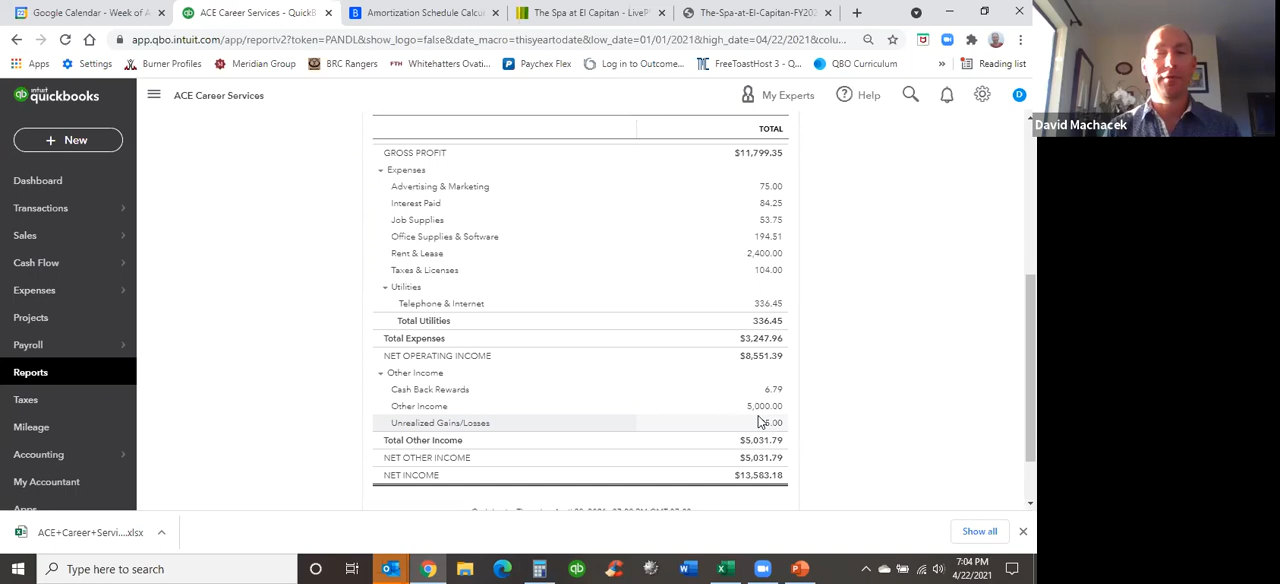 Google Calendar - Week of A
ACE Career Services - QuickB
Amortization Schedule Calcu
The Spa at El Capitan - LiveP
The-Spa-at-El-Capitan-FY202
app.qbo.intuit.com/app/reportv2?token=PANDL&show_logo=false&date_macro=thisyeartodate&low_date=01/01/2021&high_date=04/22/2021&colu...
Apps Settings Burner Profiles Meridian Group BRC Rangers FTH Whitehatters Ovati... Paychex Flex Log in to Outcome... FreeToastHost 3 - Q... QBO Curriculum » Reading list
intuit quickbooks
ACE Career Services
My Experts Help
D
David Machacek
+ New
Dashboard
Transactions
Sales
Cash Flow
Expenses
Projects
Payroll
Reports
Taxes
Mileage
Accounting
My Accountant
Apps
TOTAL
GROSS PROFIT $11,799.35
Expenses
Advertising & Marketing 75.00
Interest Paid 84.25
Job Supplies 53.75
Office Supplies & Software 194.51
Rent & Lease 2,400.00
Taxes & Licenses 104.00
Utilities
Telephone & Internet 336.45
Total Utilities 336.45
Total Expenses $3,247.96
NET OPERATING INCOME $8,551.39
Other Income
Cash Back Rewards 6.79
Other Income 5,000.00
Unrealized Gains/Losses
Total Other Income $5,031.79
NET OTHER INCOME $5,031.79
NET INCOME $13,583.18
ACE+Career+Servi....xlsx
Show all
Type here to search
7:04 PM
4/22/2021